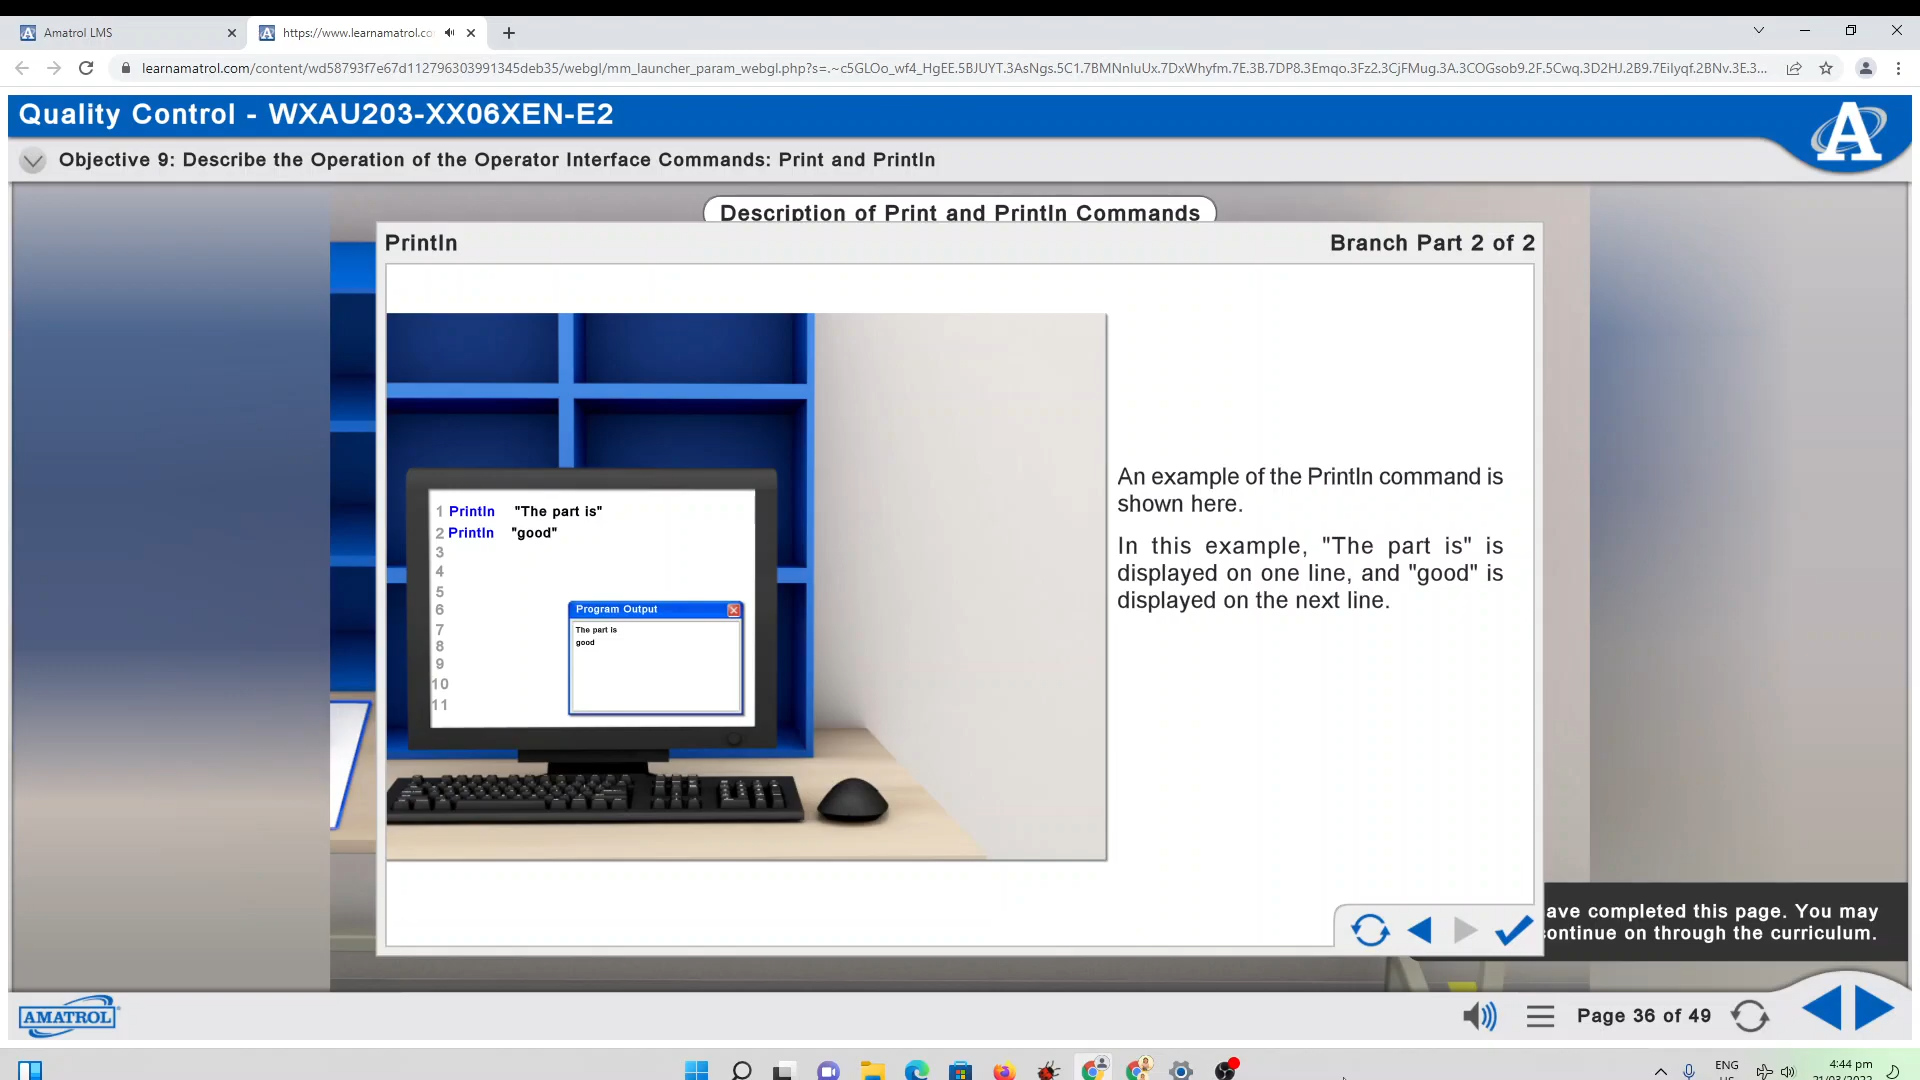 Amatrol LMS
https://www.learnamatrol.co
learnamatrol.com/content/wd58793f7e67d112796303991345deb35/webgl/mm_launcher_param_webgl.php?s=.~c5GLOo_wf4_HgEE.5BJUYT.3AsNgs.5C1.7BMNnIuUx.7DxWhyfm.7E.3B.7DP8.3Emqo.3Fz2.3CjFMug.3A.3COGsob9.2F.5Cwq.3D2HJ.2B9.7EiIyqf.2BNv.3E.3...
Quality Control - WXAU203-XX06XEN-E2
Objective 9: Describe the Operation of the Operator Interface Commands: Print and Println
Description of Print and Println Commands
Println
Branch Part 2 of 2
1 Println "The part is"
2 Println "good"
3
4
5
6
7
8
9
10
11
Program Output
The part is
good
An example of the Println command is
shown here.
In this example, "The part is" is
displayed on one line, and "good" is
displayed on the next line.
ave completed this page. You may
ontinue on through the curriculum.
AMATROL
Page 36 of 49
ENG
4:44 pm